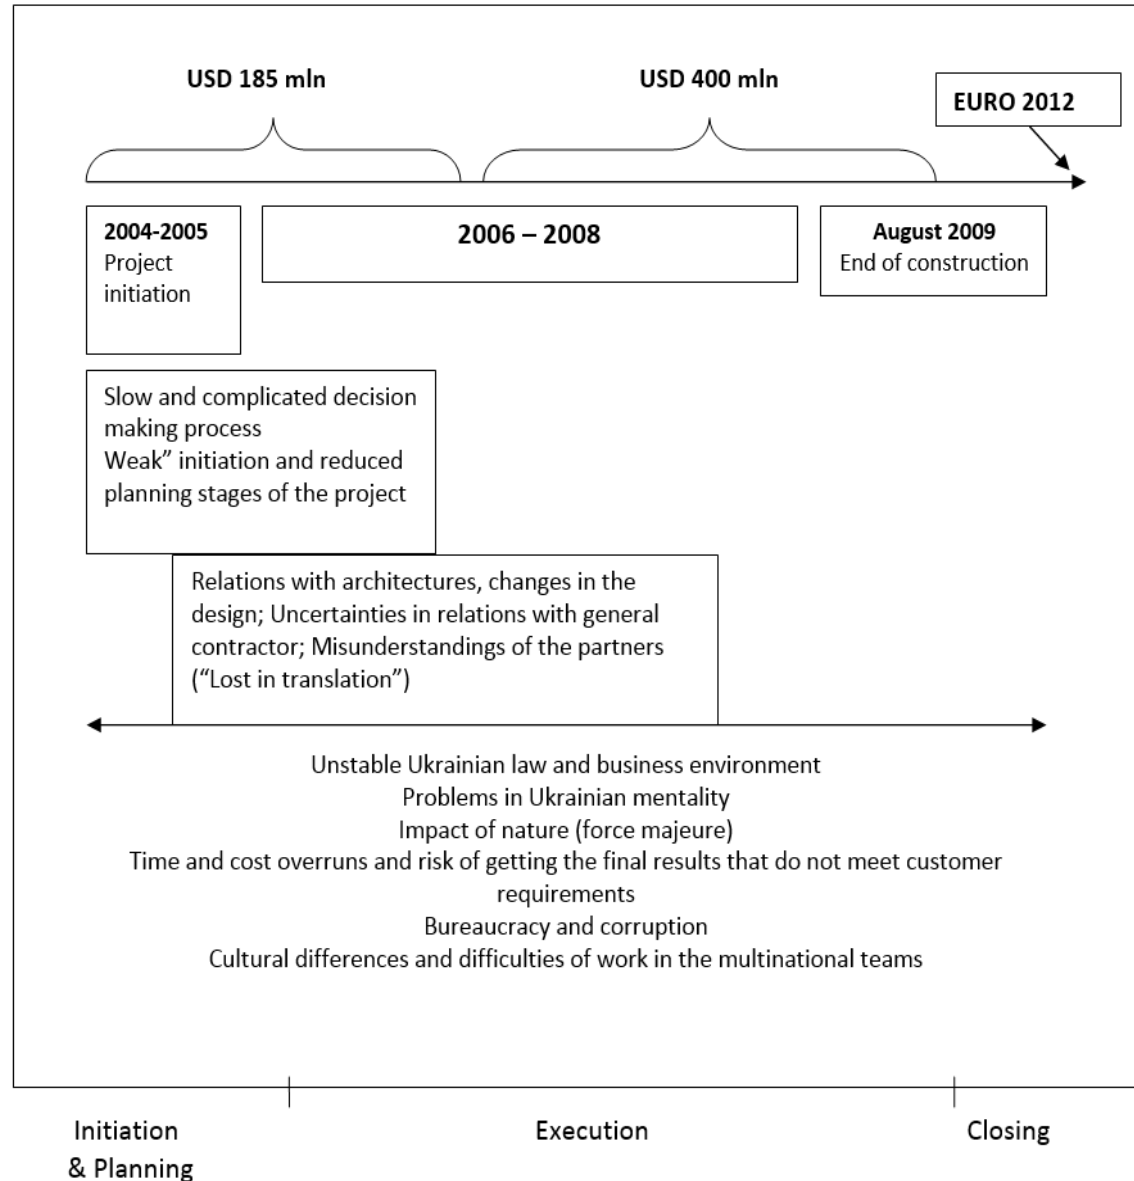 USD 185 mln
USD 400 mln
EURO 2012
2004-2005
Project
initiation
2006 – 2008
August 2009
End of construction
Slow and complicated decision
making process
Weak” initiation and reduced
planning stages of the project
Relations with architectures, changes in the
design; Uncertainties in relations with general
contractor; Misunderstandings of the partners
(“Lost in translation”)
Unstable Ukrainian law and business environment
Problems in Ukrainian mentality
Impact of nature (force majeure)
Time and cost overruns and risk of getting the final results that do not meet customer
requirements
Bureaucracy and corruption
Cultural differences and difficulties of work in the multinational teams
Initiation
& Planning
Execution
Closing